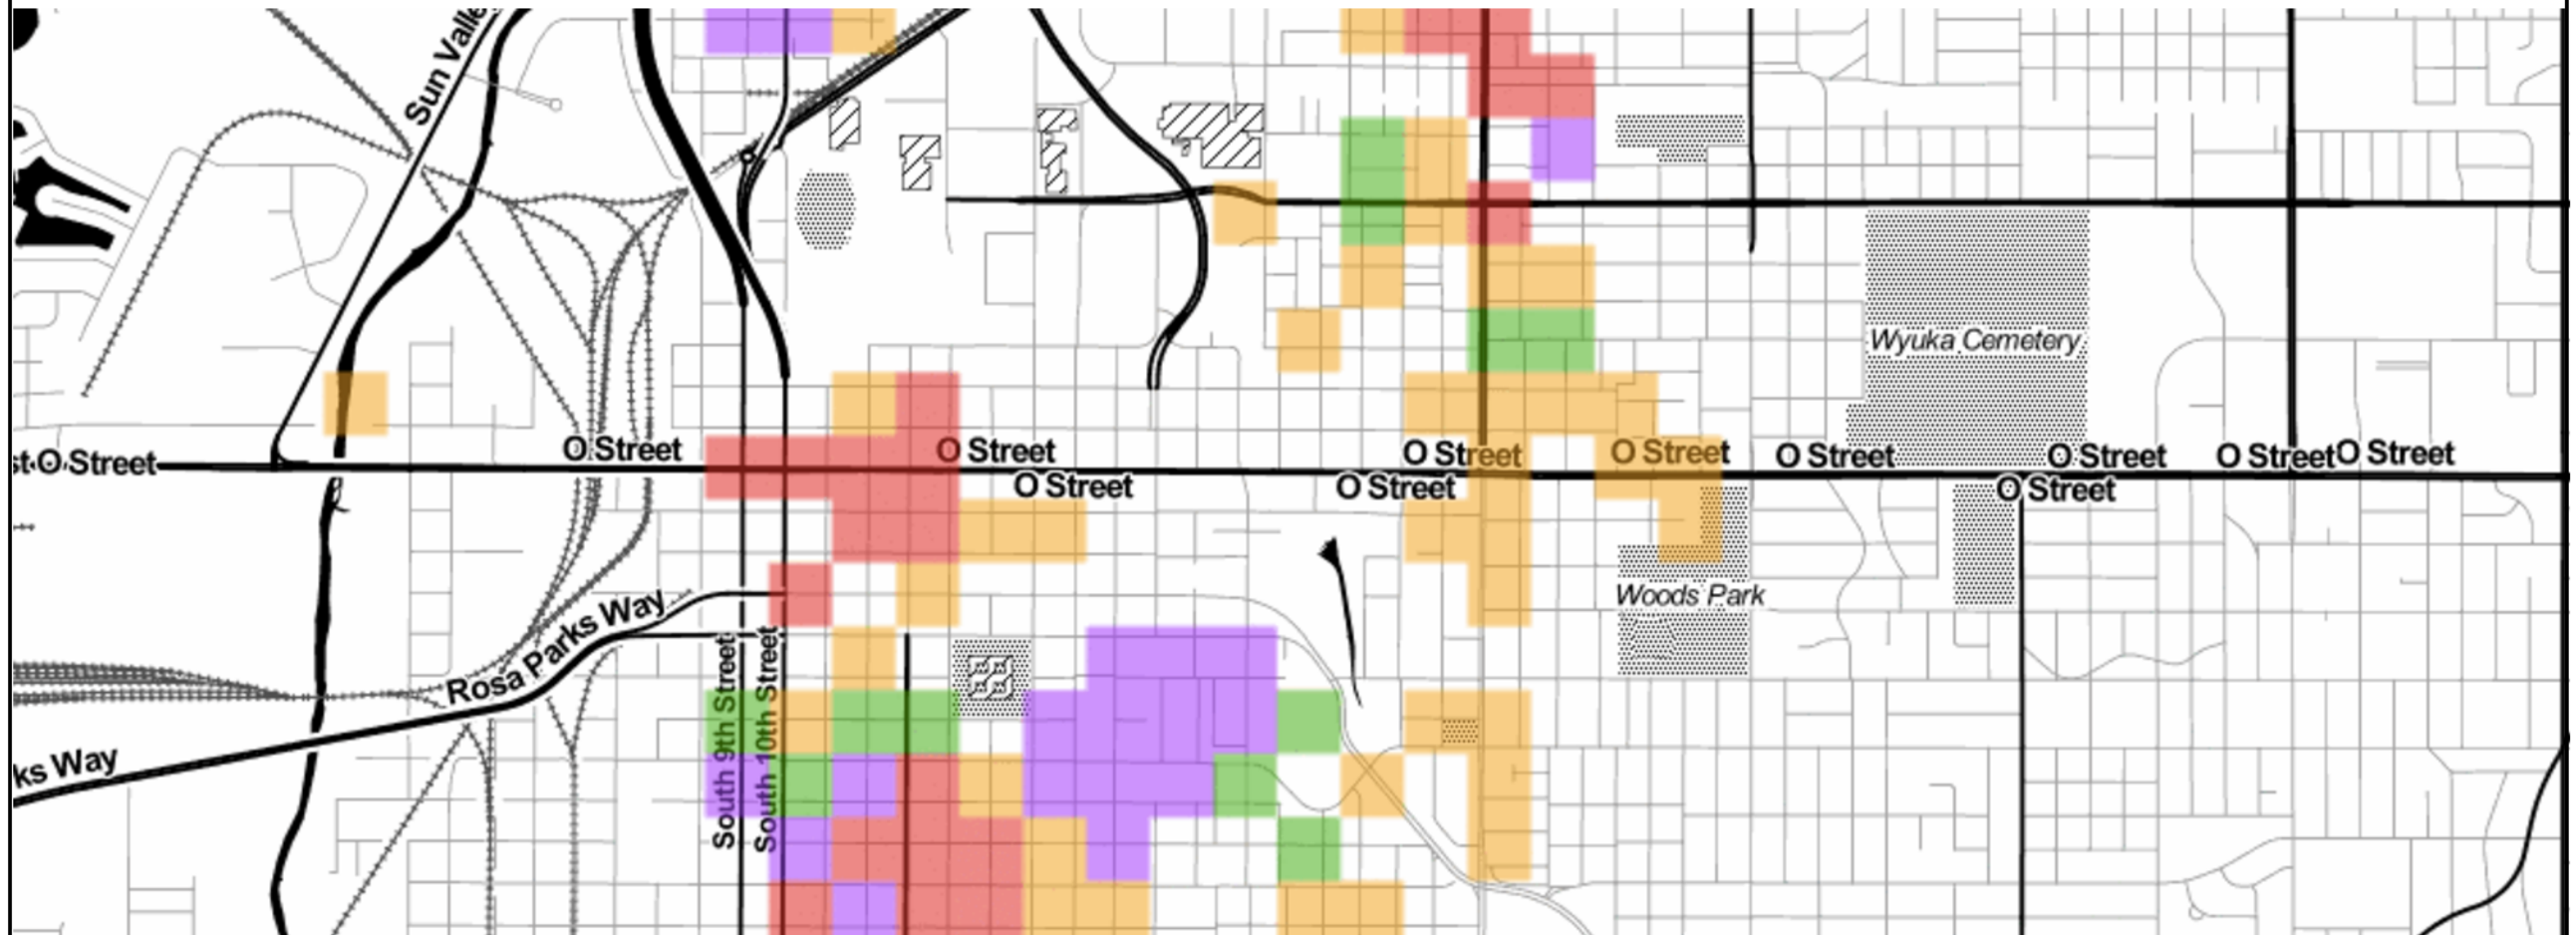 Sun Valle
Wyuka Cemetery
O Street
O Street
O Street
O Street
O Street
O Street
O Street
O Street
st O Street
O Street
O Street
O Street
Woods Park
Rosa Parks Way
South 9th Street
South 10th Street
ks Way